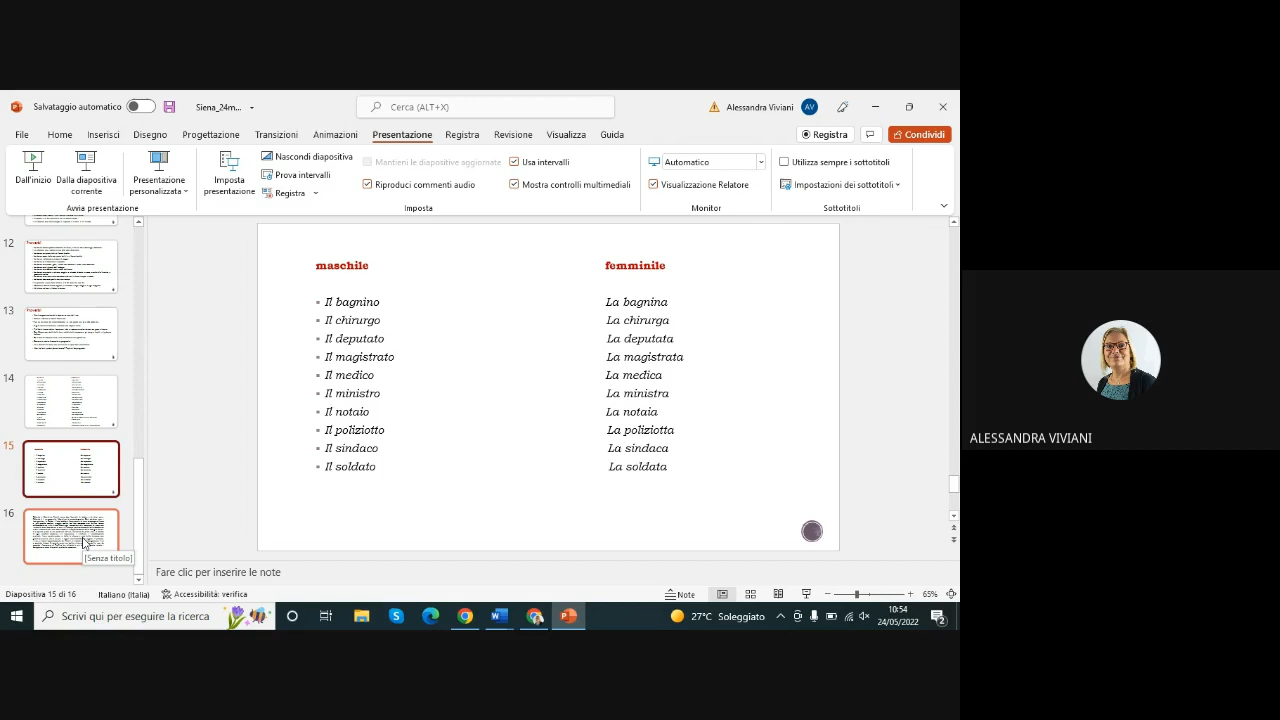 Salvataggio automatico
Siena_24m...
Cerca (ALT+X)
Alessandra Viviani
AV
File Home Inserisci Disegno Progettazione Transizioni Animazioni Presentazione Registra Revisione Visualizza Guida
Registra
Condividi
Dall'inizio
Dalla diapositiva corrente
Presentazione personalizzata
Imposta presentazione
Nascondi diapositiva
Prova intervalli
Registra
Mantieni le diapositive aggiornate
Riproduci commenti audio
Usa intervalli
Mostra controlli multimediali
Automatico
Visualizzazione Relatore
Utilizza sempre i sottotitoli
Impostazioni dei sottotitoli
Avvia presentazione
Imposta
Monitor
Sottotitoli
12
13
14
15
16
[Senza titolo]
maschile femminile
Il bagnino La bagnina
Il chirurgo La chirurga
Il deputato La deputata
Il magistrato La magistrata
Il medico La medica
Il ministro La ministra
Il notaio La notaia
Il poliziotto La poliziotta
Il sindaco La sindaca
Il soldato La soldata
Fare clic per inserire le note
Diapositiva 15 di 16
Italiano (Italia)
Accessibilità: verifica
Note
65%
Scrivi qui per eseguire la ricerca
27°C Soleggiato
10:54
24/05/2022
2
ALESSANDRA VIVIANI